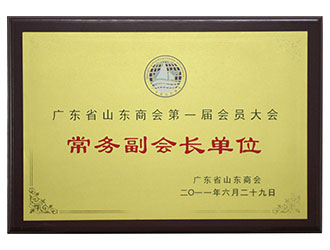 广东省山东商会第一届会员大会
常务副会长单位
广东省山东商会
二〇一一年六月二十九日